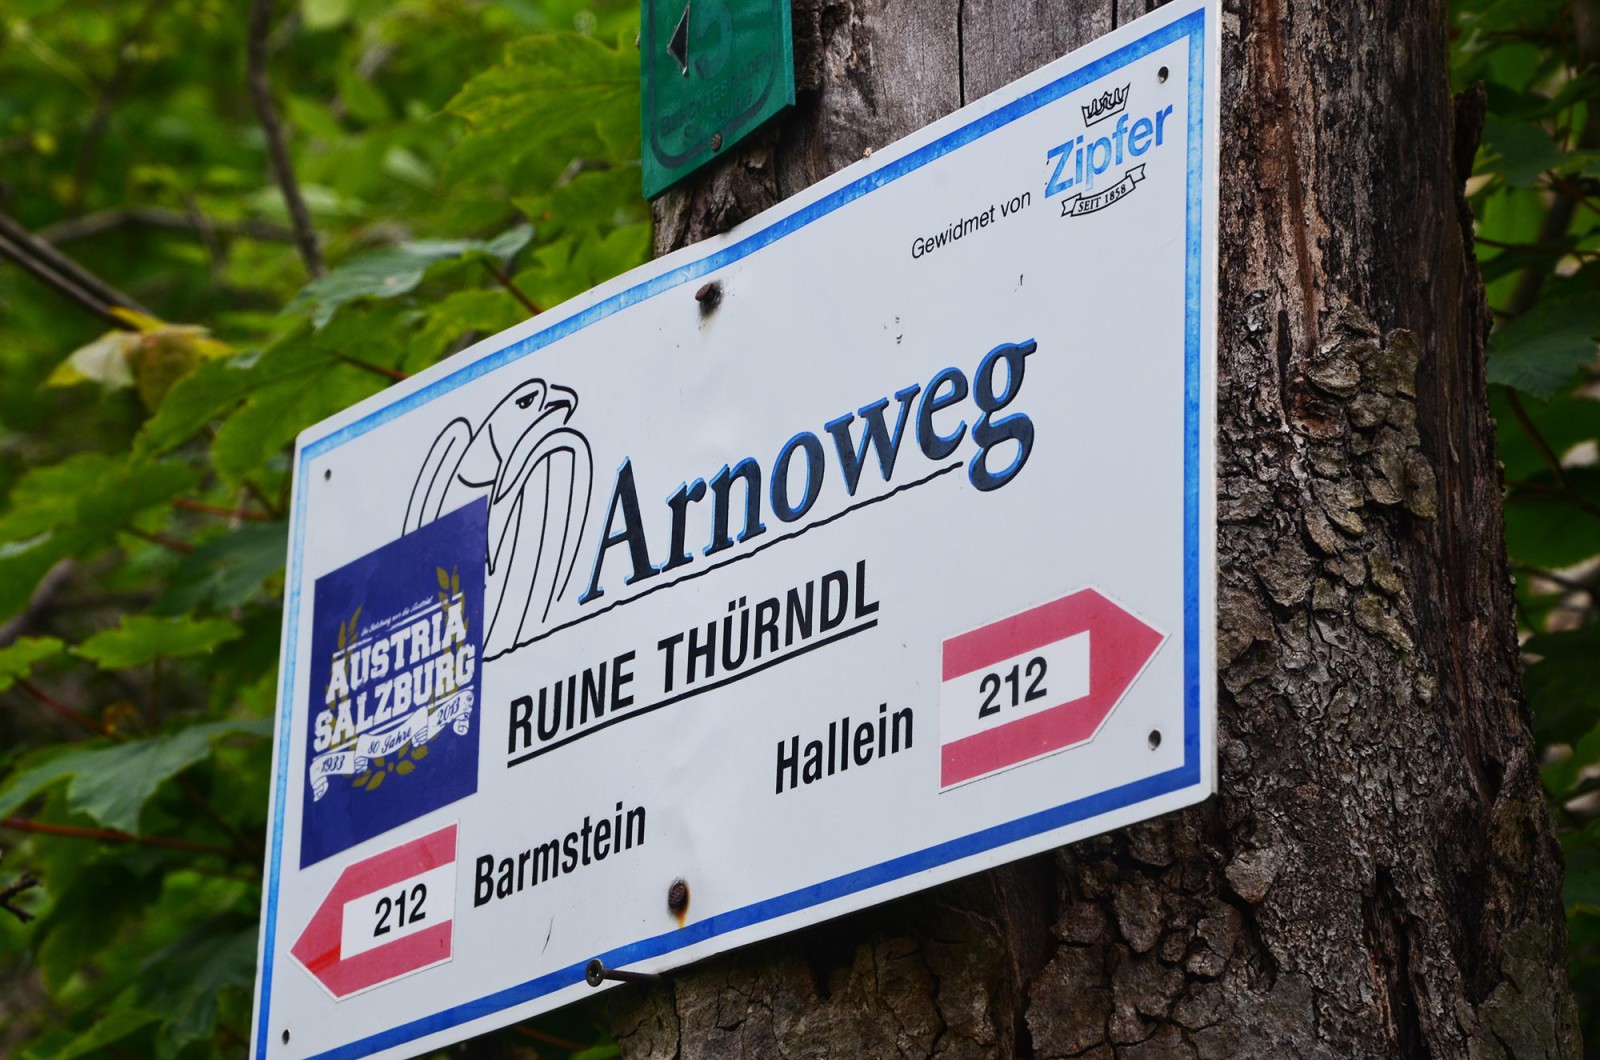 Gewidmet von
Zipfer
SEIT 1858
Arnoweg
RUINE THÜRNDL
AUSTRIA
SALZBURG
1933 80 Jahre 2013
Hallein 212
212 Barmstein